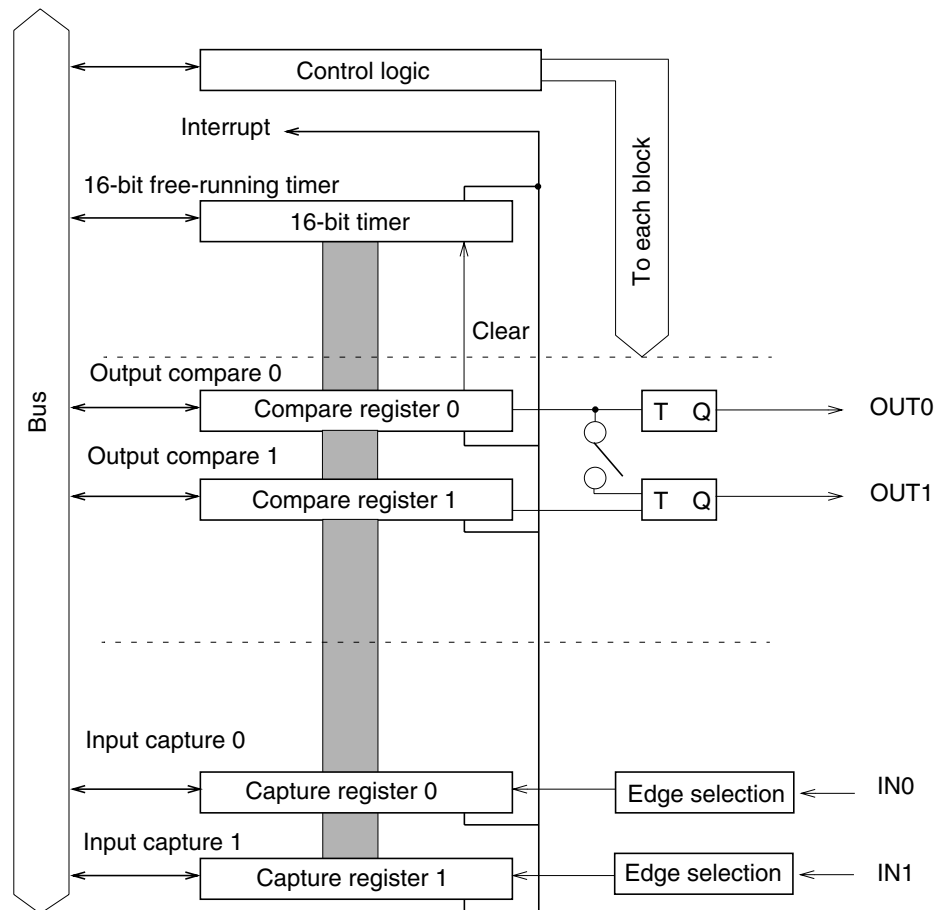 Control logic
Interrupt
To each block
16-bit free-running timer
16-bit timer
Clear
Bus
Output compare 0
Compare register 0
T Q
OUT0
Output compare 1
Compare register 1
T Q
OUT1
Input capture 0
Capture register 0
Edge selection
IN0
Input capture 1
Capture register 1
Edge selection
IN1